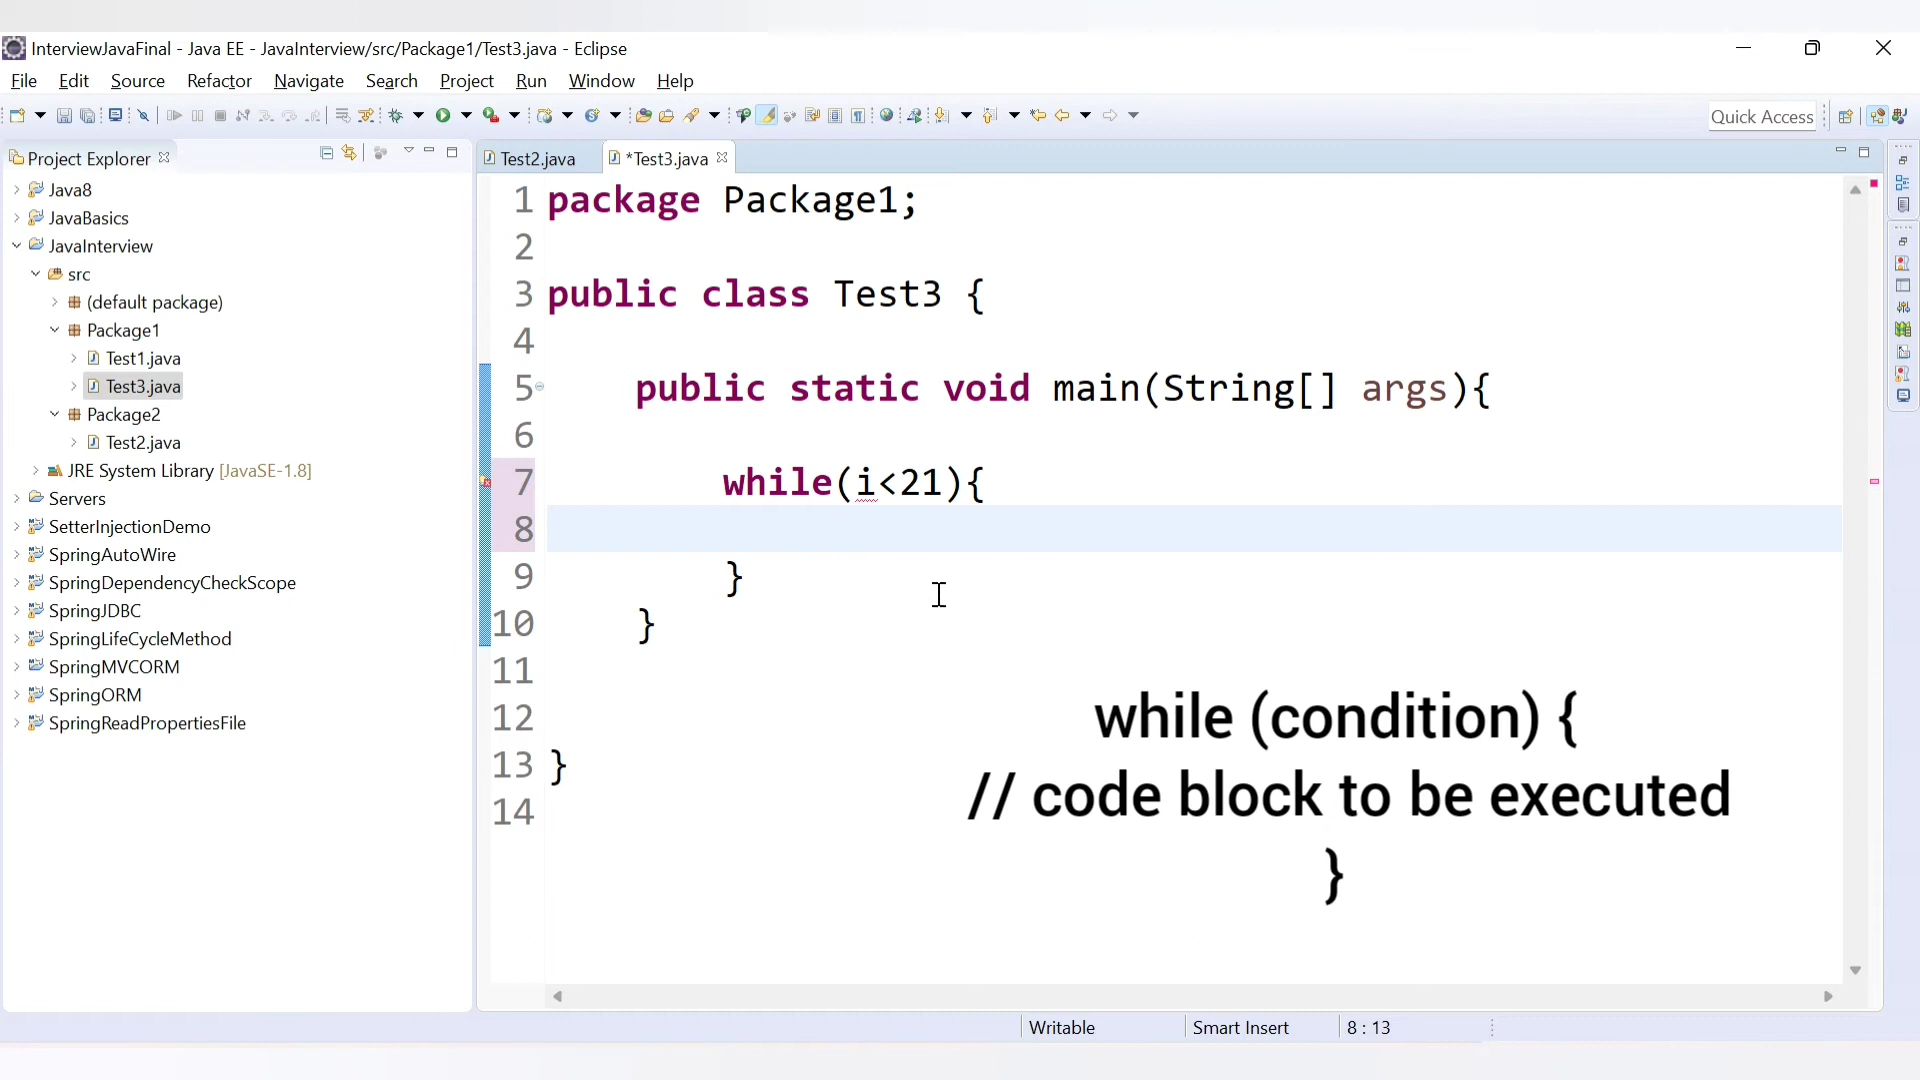 InterviewJavaFinal - Java EE - JavaInterview/src/Package1/Test3.java - Eclipse
File Edit Source Refactor Navigate Search Project Run Window Help
Quick Access
Project Explorer
Test2.java
*Test3.java
Java8
JavaBasics
JavaInterview
src
(default package)
Package1
Test1.java
Test3.java
Package2
Test2.java
JRE System Library [JavaSE-1.8]
Servers
SetterInjectionDemo
SpringAutoWire
SpringDependencyCheckScope
SpringJDBC
SpringLifeCycleMethod
SpringMVCORM
SpringORM
SpringReadPropertiesFile
1 package Package1;
2
3 public class Test3 {
4
5 public static void main(String[] args){
6
7 while(i<21){
8
9 }
10 }
11
12
13 }
14
while (condition) {
// code block to be executed
}
Writable Smart Insert 8 : 13